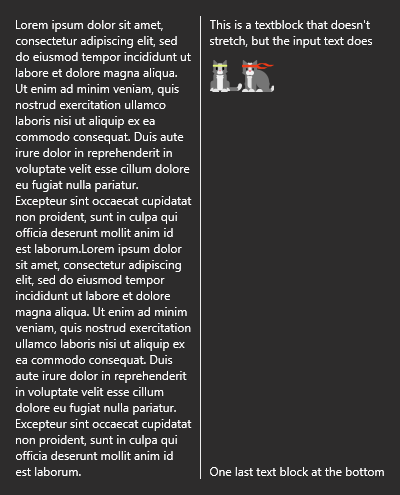 Lorem ipsum dolor sit amet,
consectetur adipiscing elit, sed
do eiusmod tempor incididunt ut
labore et dolore magna aliqua.
Ut enim ad minim veniam, quis
nostrud exercitation ullamco
laboris nisi ut aliquip ex ea
commodo consequat. Duis aute
irure dolor in reprehenderit in
voluptate velit esse cillum dolore
eu fugiat nulla pariatur.
Excepteur sint occaecat cupidatat
non proident, sunt in culpa qui
officia deserunt mollit anim id
est laborum.Lorem ipsum dolor
sit amet, consectetur adipiscing
elit, sed do eiusmod tempor
incididunt ut labore et dolore
magna aliqua. Ut enim ad minim
veniam, quis nostrud exercitation
ullamco laboris nisi ut aliquip ex
ea commodo consequat. Duis
aute irure dolor in reprehenderit
in voluptate velit esse cillum
dolore eu fugiat nulla pariatur.
Excepteur sint occaecat cupidatat
non proident, sunt in culpa qui
officia deserunt mollit anim id
est laborum.
This is a textblock that doesn't
stretch, but the input text does
One last text block at the bottom